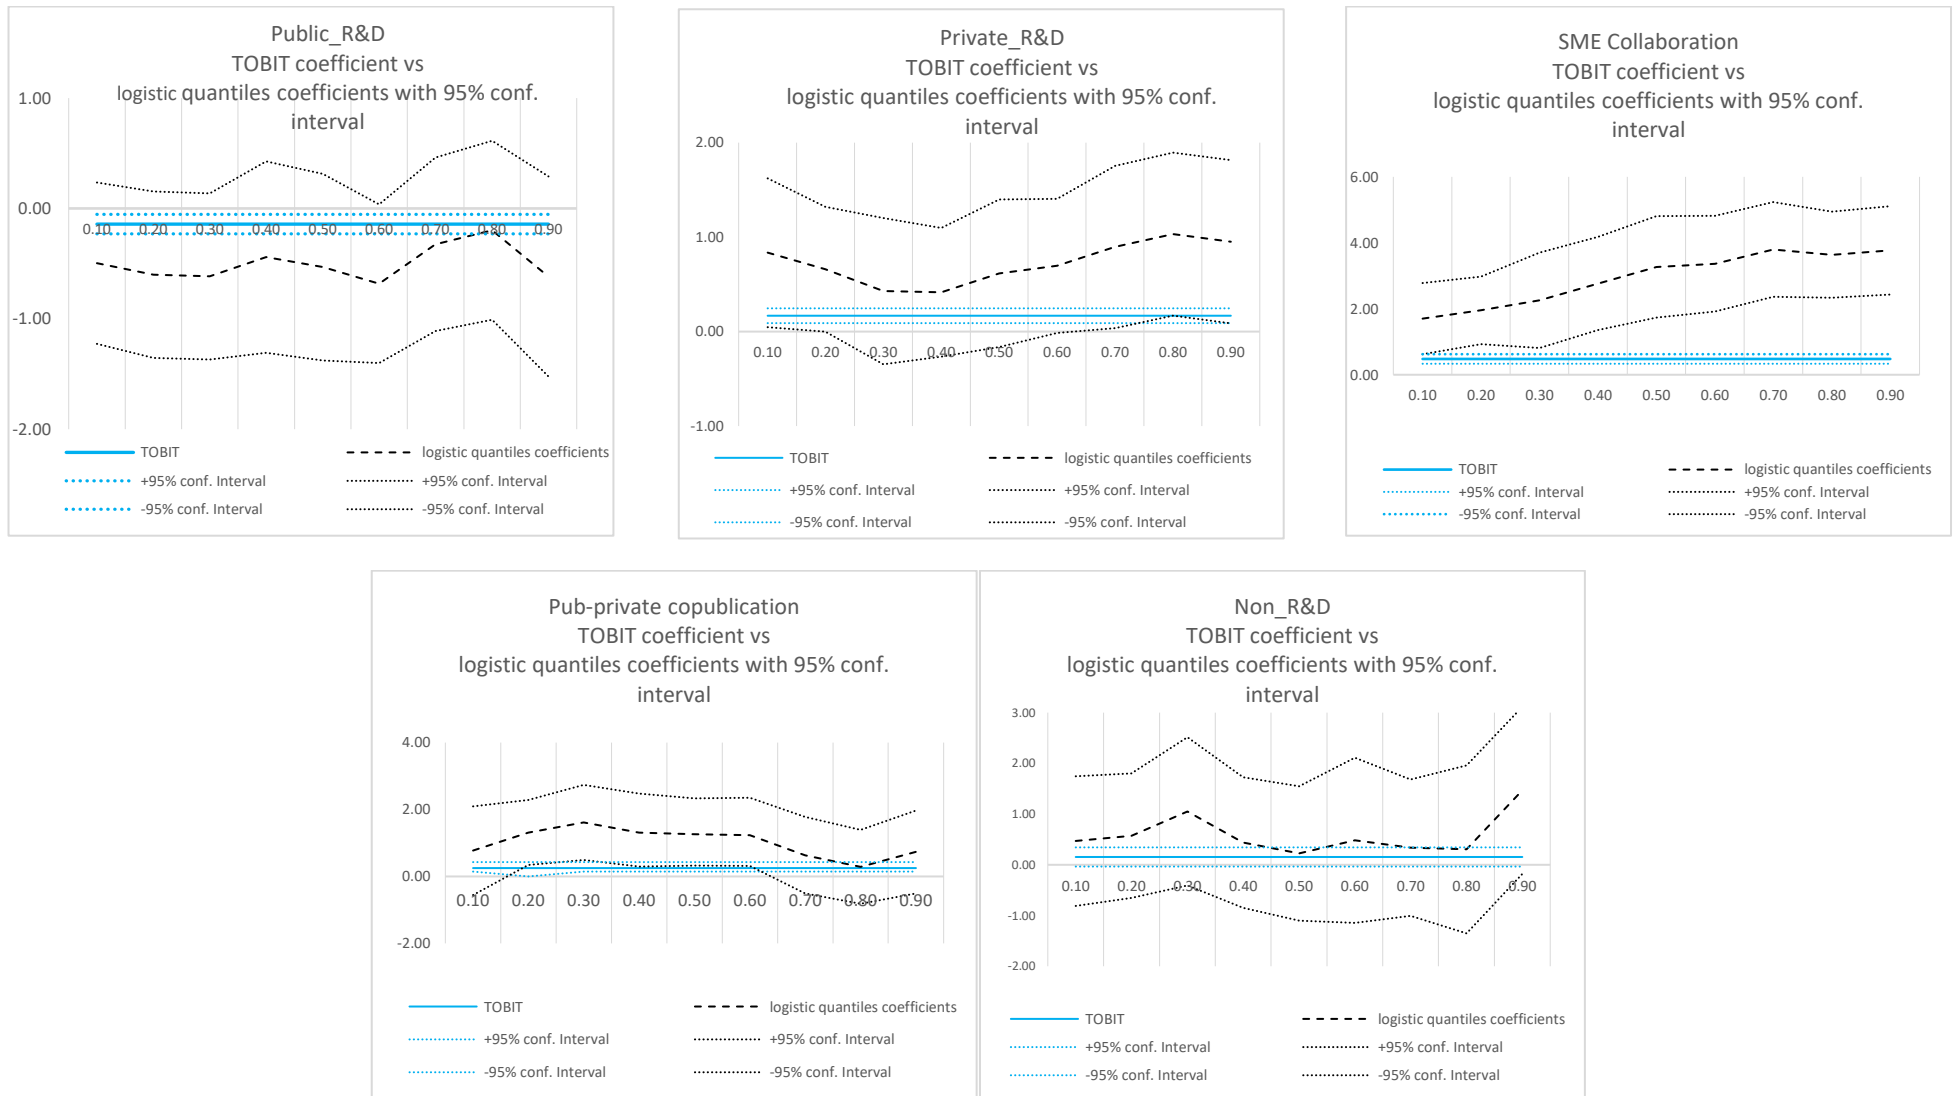 Public_R&D
TOBIT coefficient vs
logistic quantiles coefficients with 95% conf.
interval
1.00
0.00
0.10 0.20 0.30 0.40 0.50 0.60 0.70 0.80 0.90
-1.00
-2.00
TOBIT
logistic quantiles coefficients
+95% conf. Interval
+95% conf. Interval
-95% conf. Interval
-95% conf. Interval
Private_R&D
TOBIT coefficient vs
logistic quantiles coefficients with 95% conf.
interval
2.00
1.00
0.00
0.10 0.20 0.30 0.40 0.50 0.60 0.70 0.80 0.90
-1.00
TOBIT
logistic quantiles coefficients
+95% conf. Interval
+95% conf. Interval
-95% conf. Interval
-95% conf. Interval
SME Collaboration
TOBIT coefficient vs
logistic quantiles coefficients with 95% conf.
interval
6.00
4.00
2.00
0.00
0.10 0.20 0.30 0.40 0.50 0.60 0.70 0.80 0.90
TOBIT
logistic quantiles coefficients
+95% conf. Interval
+95% conf. Interval
-95% conf. Interval
-95% conf. Interval
Pub-private copublication
TOBIT coefficient vs
logistic quantiles coefficients with 95% conf.
interval
4.00
2.00
0.00
0.10 0.20 0.30 0.40 0.50 0.60 0.70 0.80 0.90
-2.00
TOBIT
logistic quantiles coefficients
+95% conf. Interval
+95% conf. Interval
-95% conf. Interval
-95% conf. Interval
Non_R&D
TOBIT coefficient vs
logistic quantiles coefficients with 95% conf.
interval
3.00
2.00
1.00
0.00
0.10 0.20 0.30 0.40 0.50 0.60 0.70 0.80 0.90
-1.00
-2.00
TOBIT
logistic quantiles coefficients
+95% conf. Interval
+95% conf. Interval
-95% conf. Interval
-95% conf. Interval